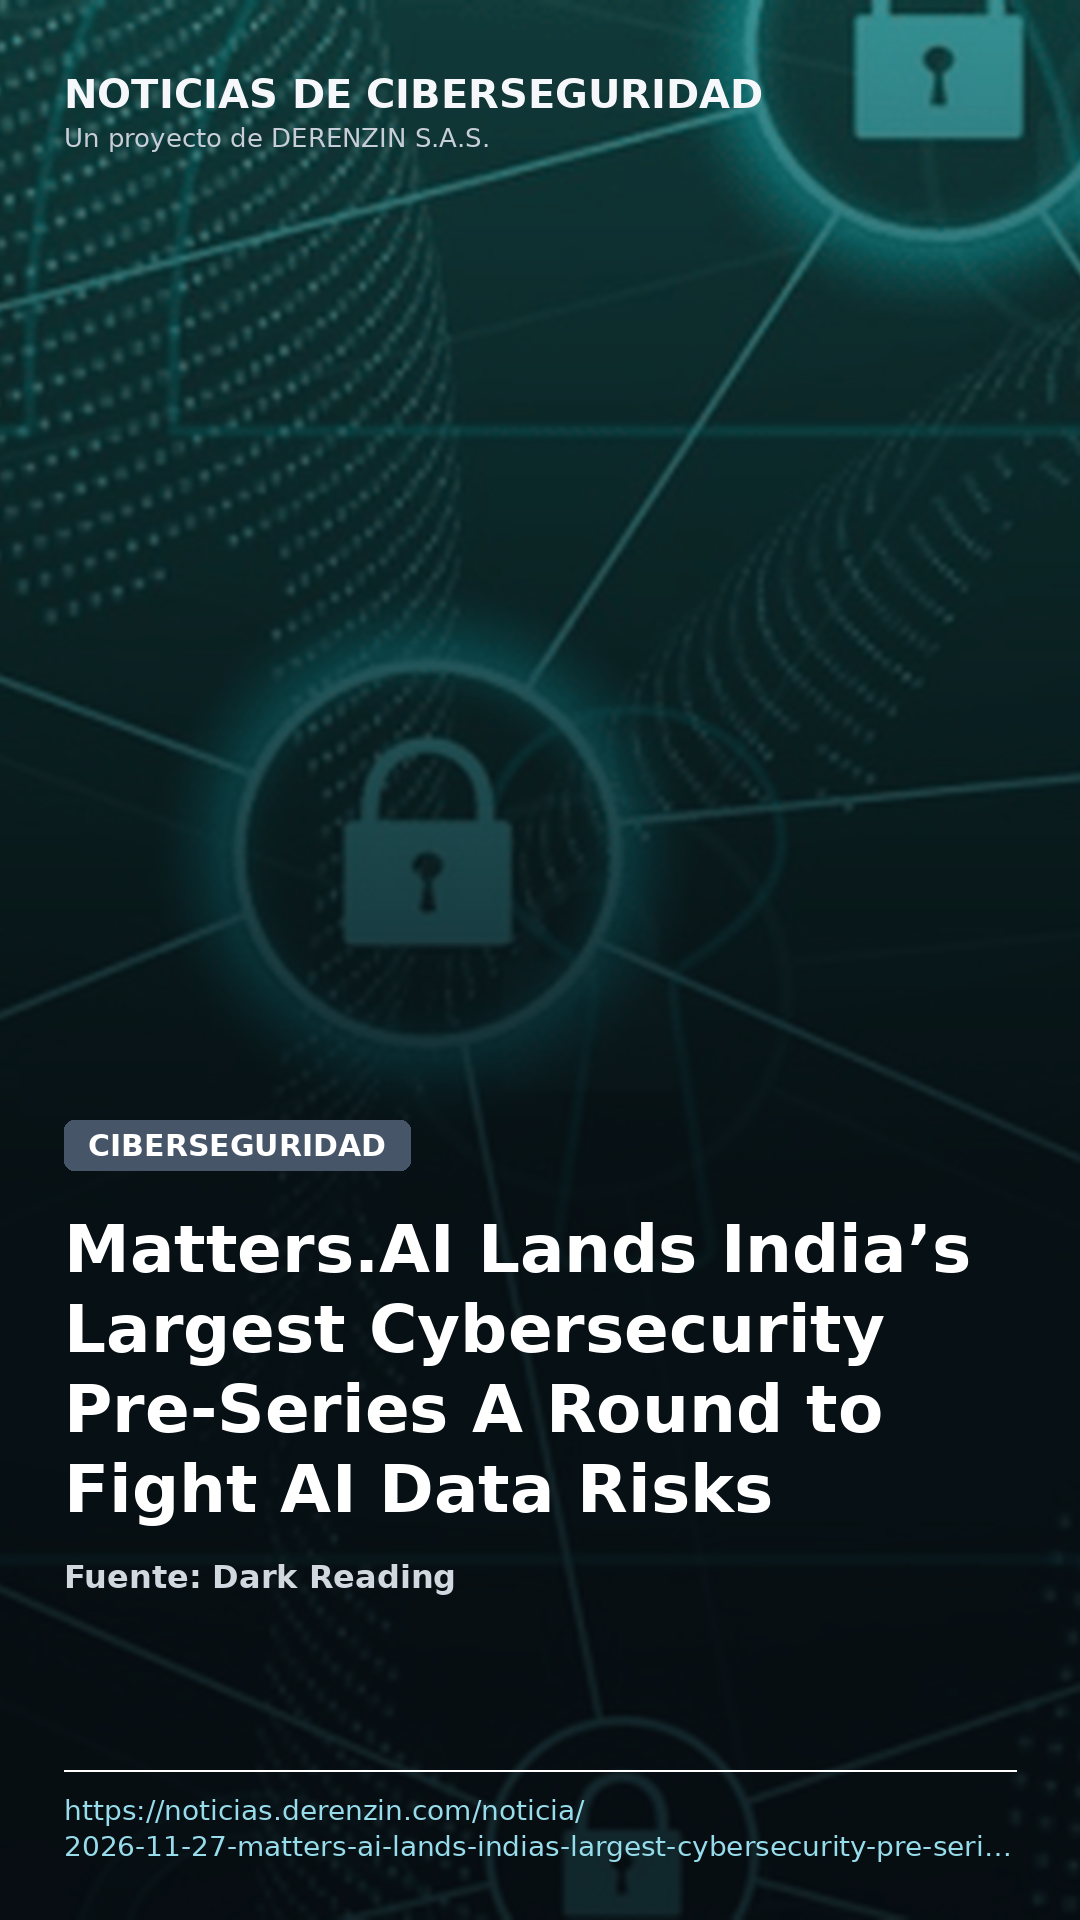 NOTICIAS DE CIBERSEGURIDAD
Un proyecto de DERENZIN S.A.S.
CIBERSEGURIDAD
Matters.AI Lands India’s
Largest Cybersecurity
Pre-Series A Round to
Fight AI Data Risks
Fuente: Dark Reading
https://noticias.derenzin.com/noticia/
2026-11-27-matters-ai-lands-indias-largest-cybersecurity-pre-seri…